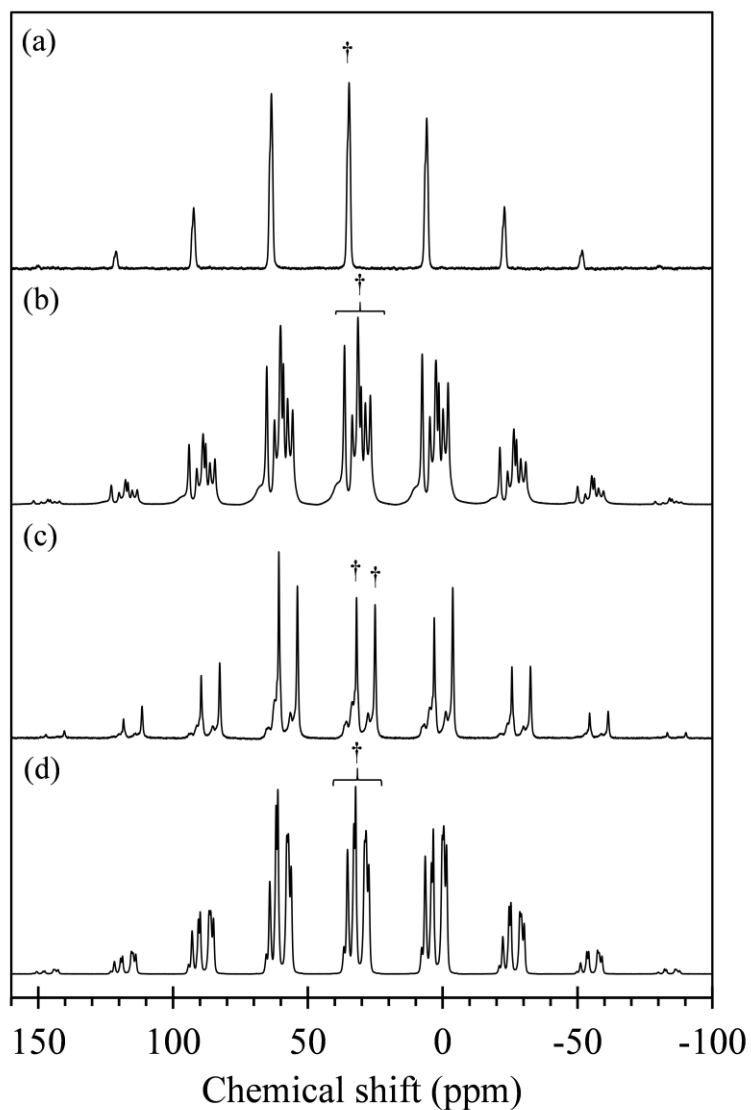 (a)
†
(b)
†
(c)
† †
(d)
†
150 100 50 0 -50 -100
Chemical shift (ppm)